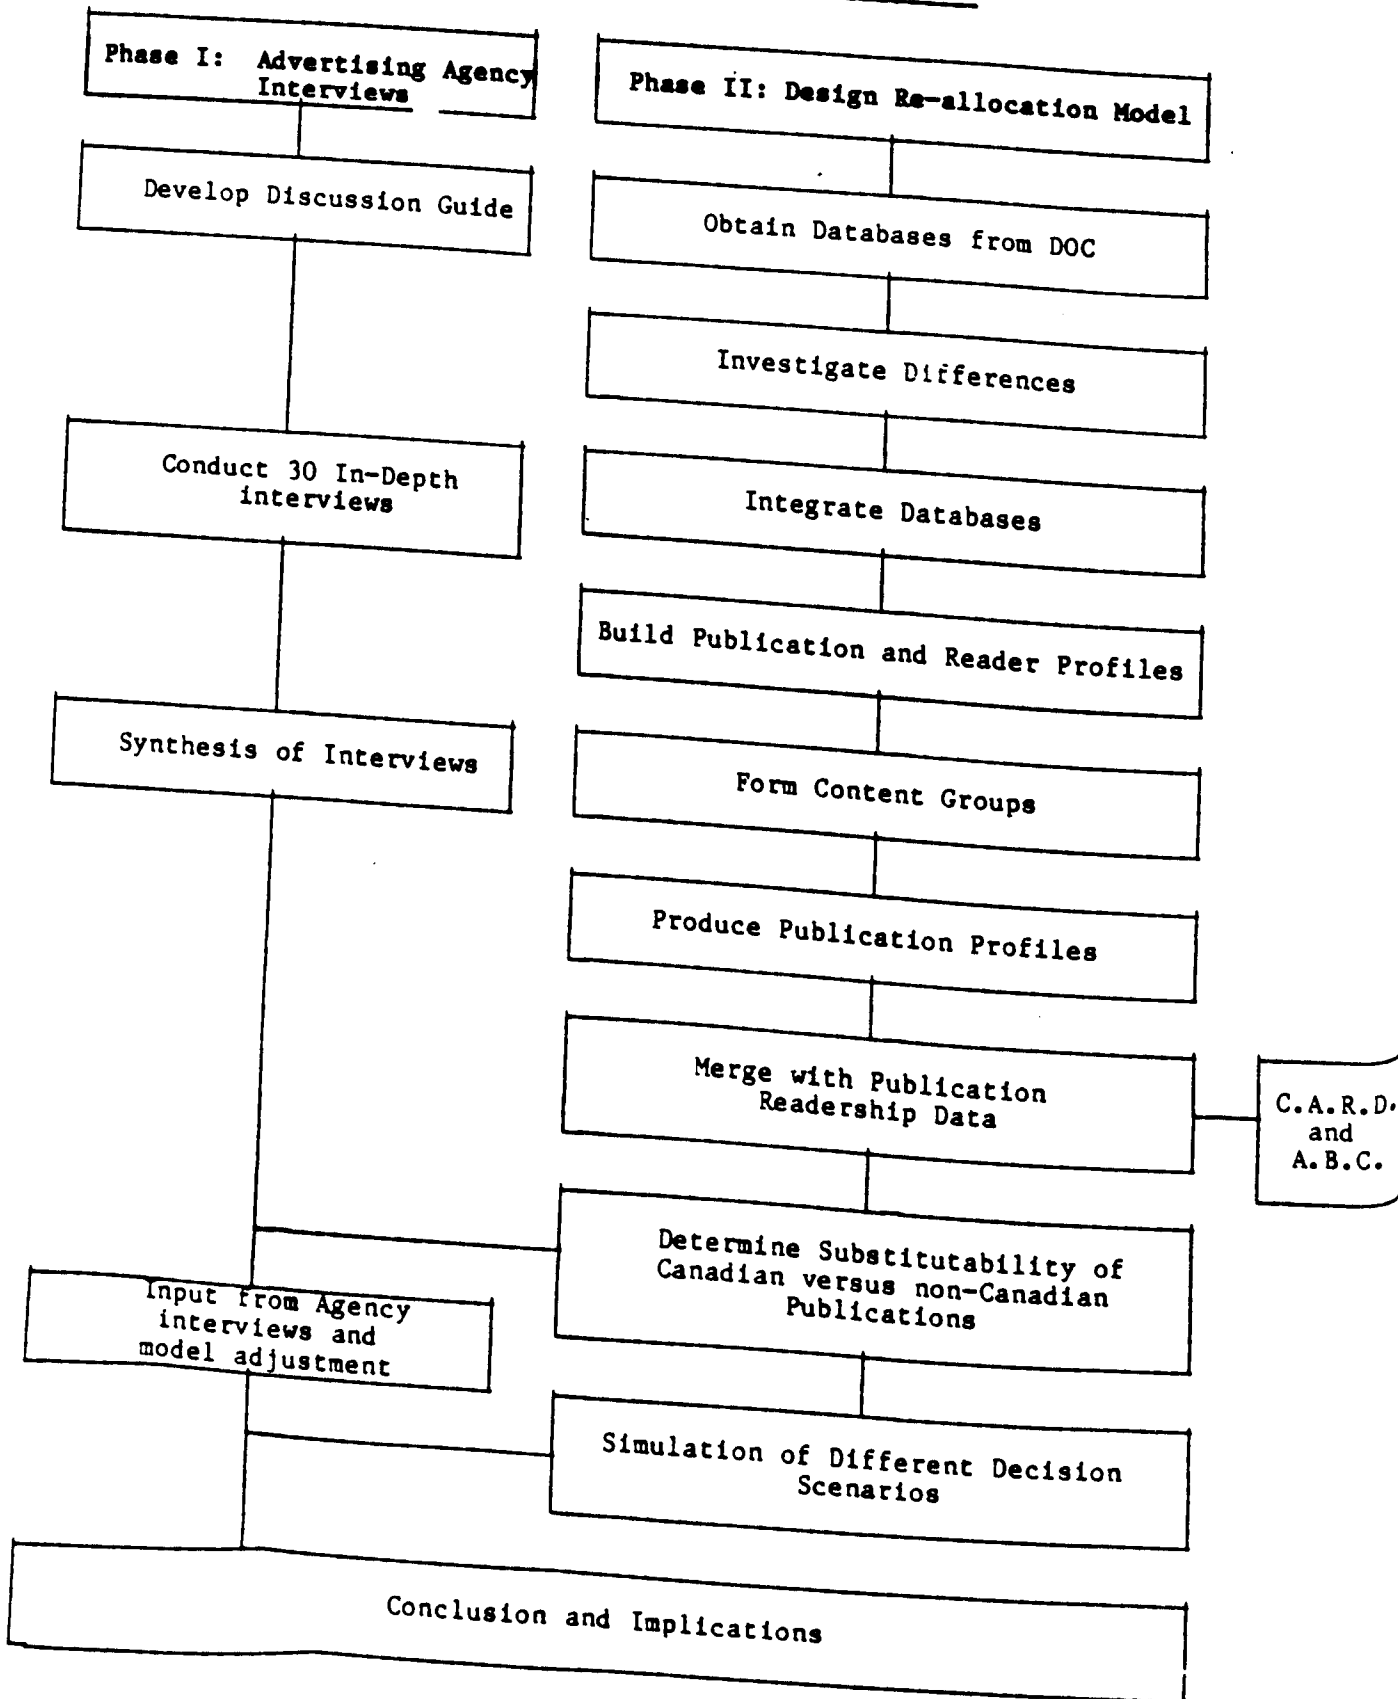 Phase I: Advertising Agency
Interviews
Develop Discussion Guide
Conduct 30 In-Depth
interviews
Synthesis of Interviews
Input from Agency
interviews and
model adjustment
Phase II: Design Re-allocation Model
Obtain Databases from DOC
Investigate Differences
Integrate Databases
Build Publication and Reader Profiles
Form Content Groups
Produce Publication Profiles
Merge with Publication
Readership Data
C.A.R.D.
and
A.B.C.
Determine Substitutability of
Canadian versus non-Canadian
Publications
Simulation of Different Decision
Scenarios
Conclusion and Implications